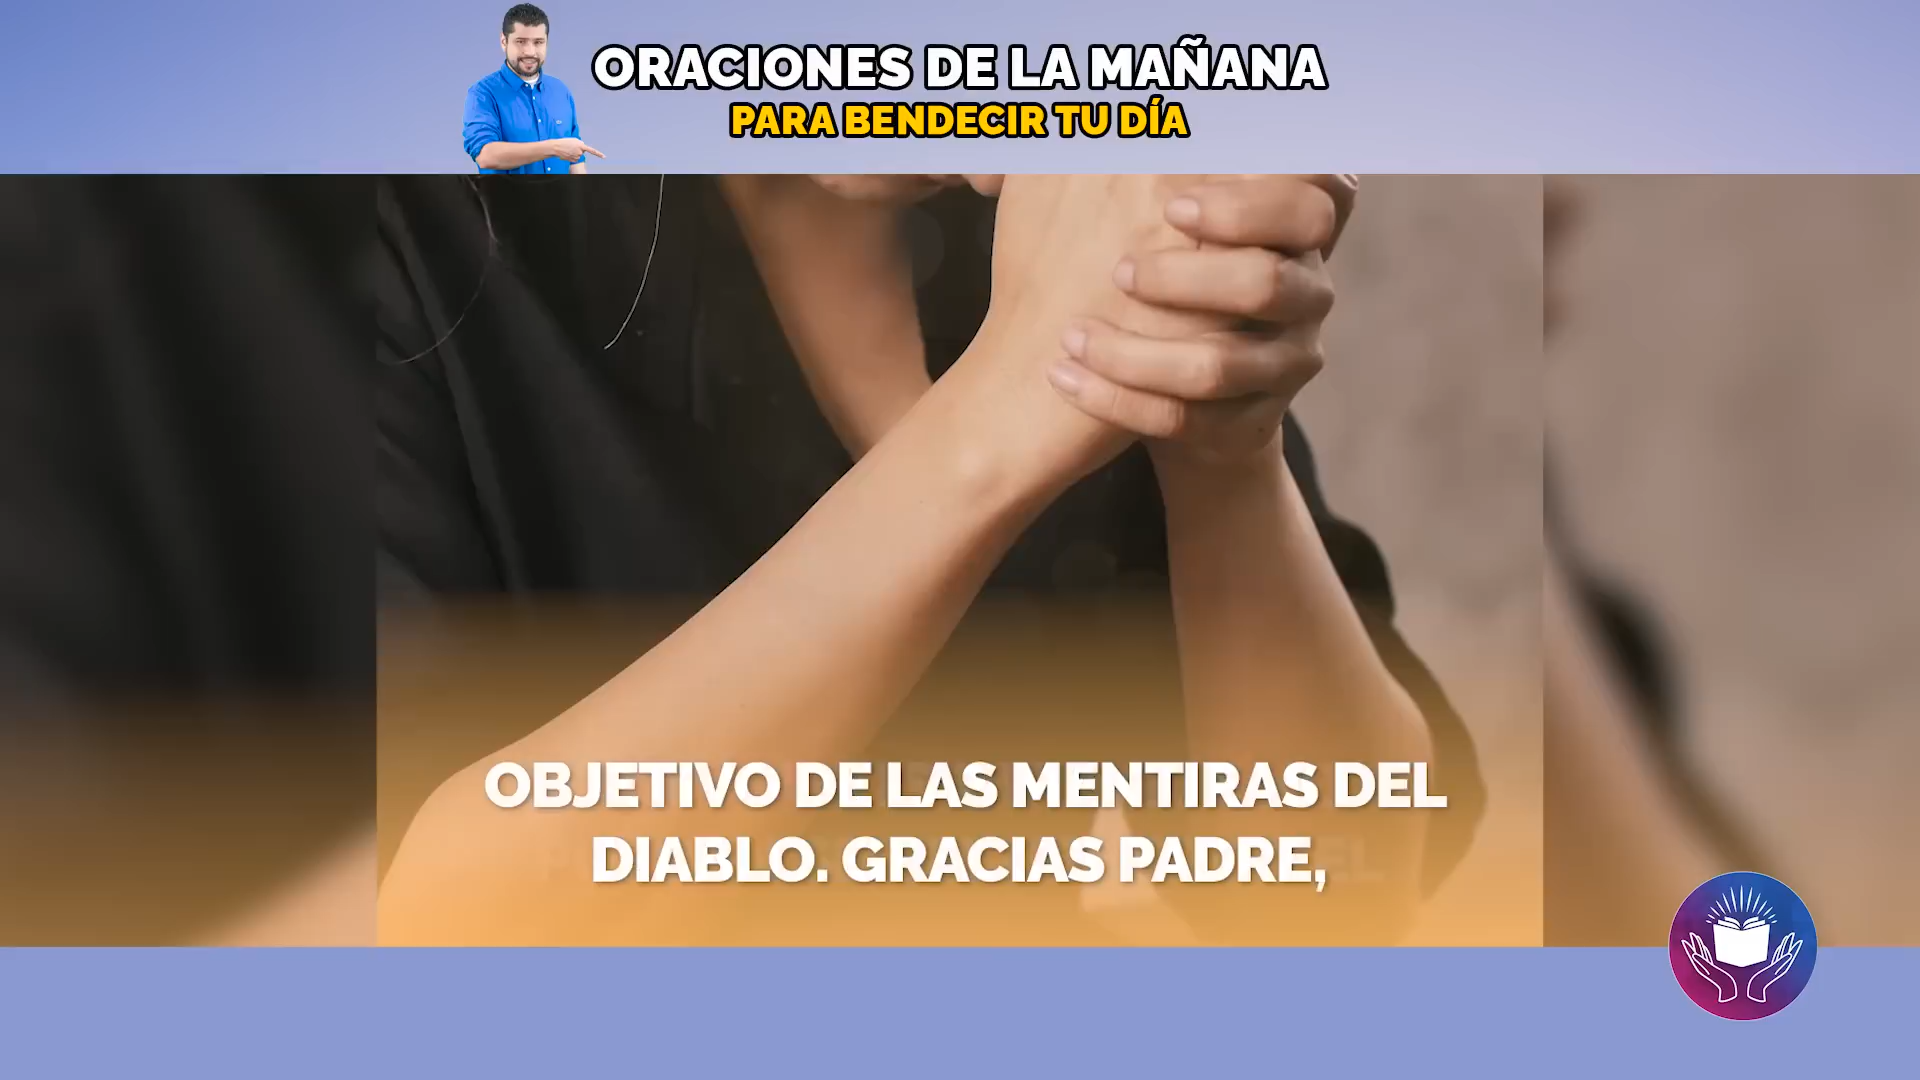 ORACIONES DE LA MAÑANA
PARA BENDECIR TU DÍA
OBJETIVO DE LAS MENTIRAS DEL
DIABLO. GRACIAS PADRE,